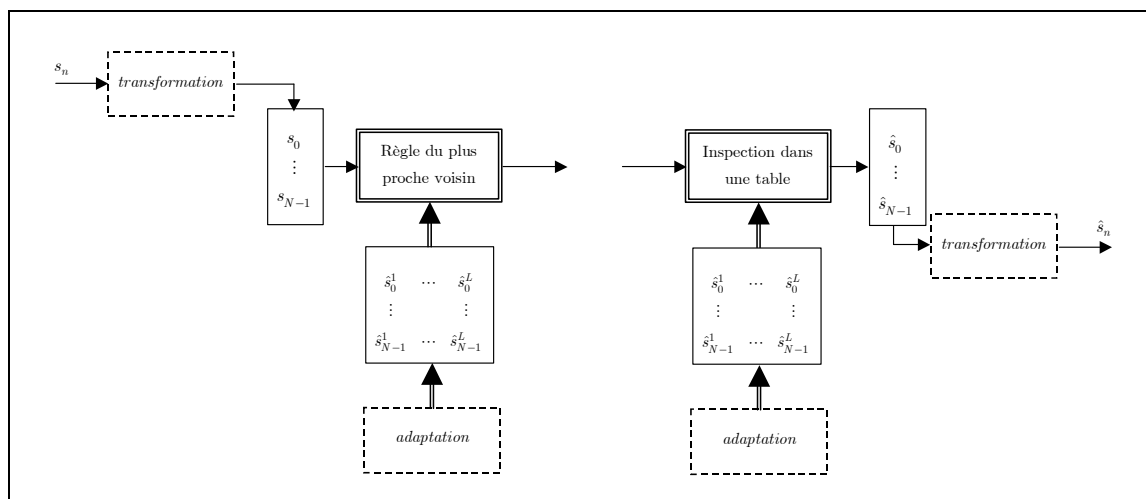 s_n
transformation
s_0
⋮
s_{N−1}
Règle du plus
proche voisin
ŝ_0^1 ⋯ ŝ_0^L
⋮ ⋮
ŝ_{N−1}^1 ⋯ ŝ_{N−1}^L
adaptation
Inspection dans
une table
ŝ_0
⋮
ŝ_{N−1}
transformation
ŝ_n
ŝ_0^1 ⋯ ŝ_0^L
⋮ ⋮
ŝ_{N−1}^1 ⋯ ŝ_{N−1}^L
adaptation